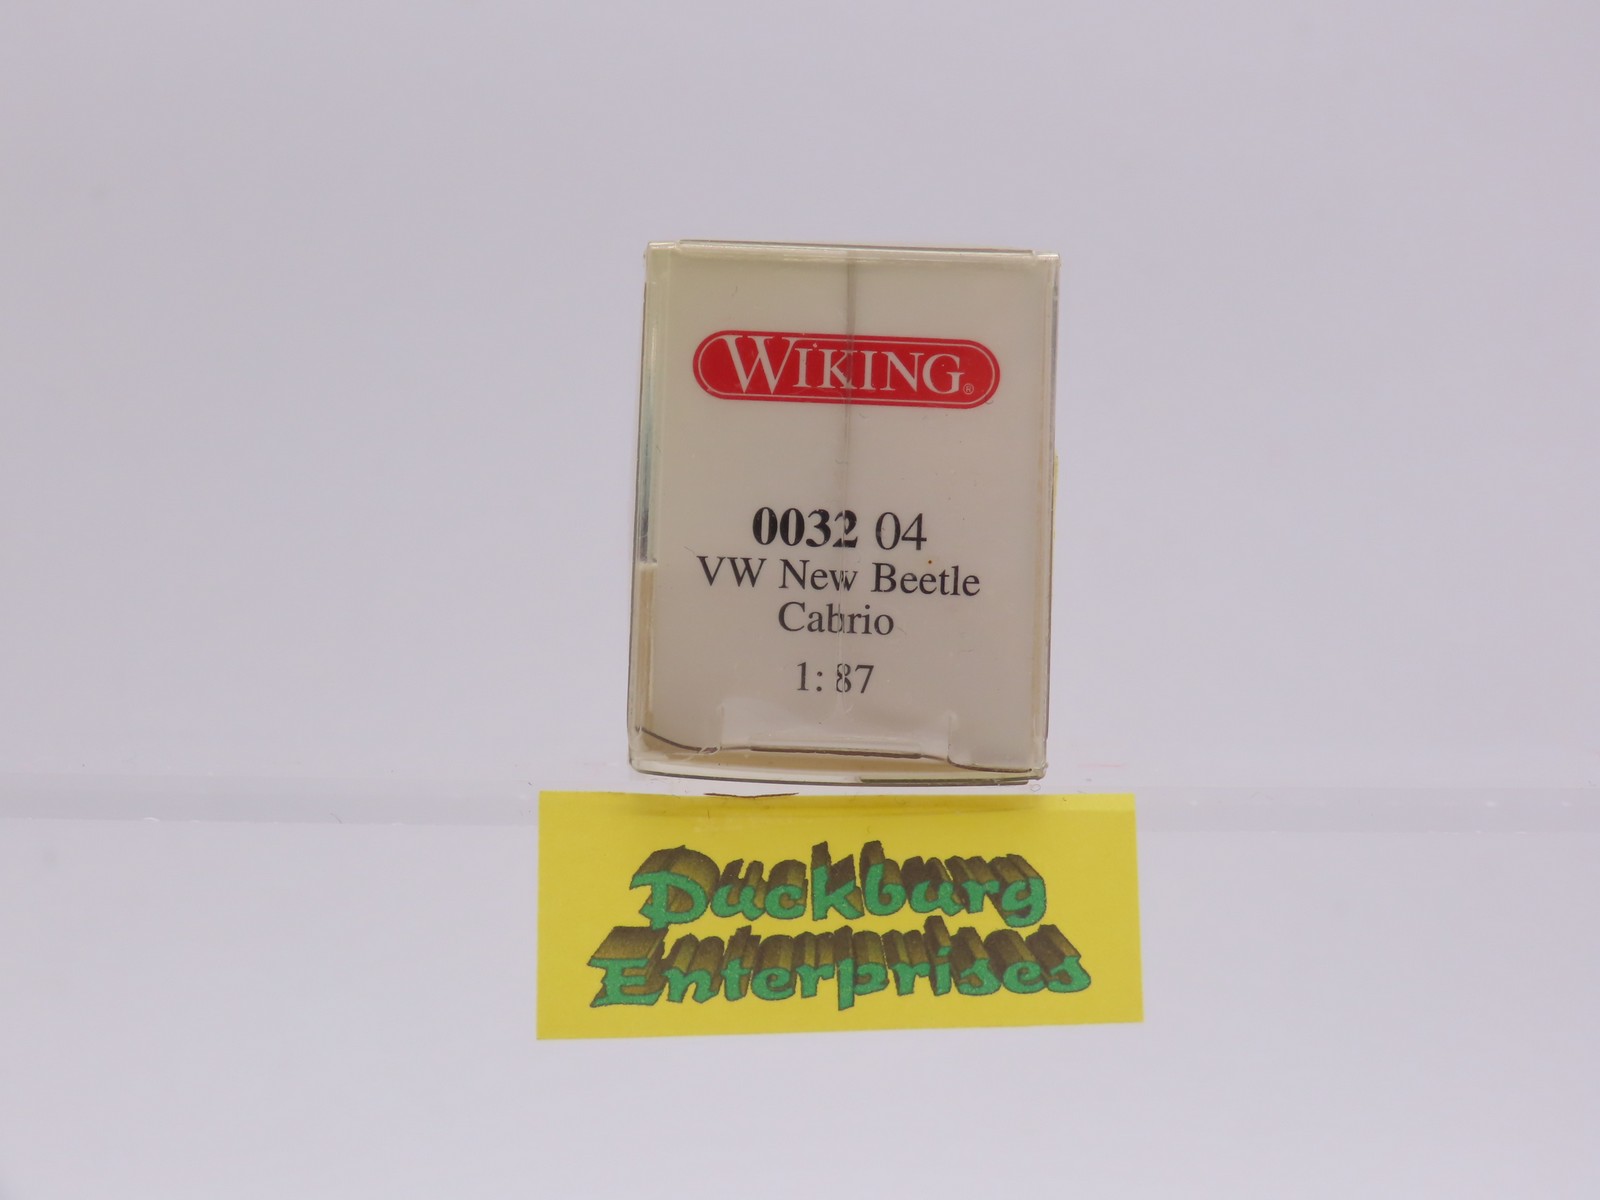 WIKING®
0032 04
VW New Beetle
Cabrio
1:87
Duckburg
Enterprises